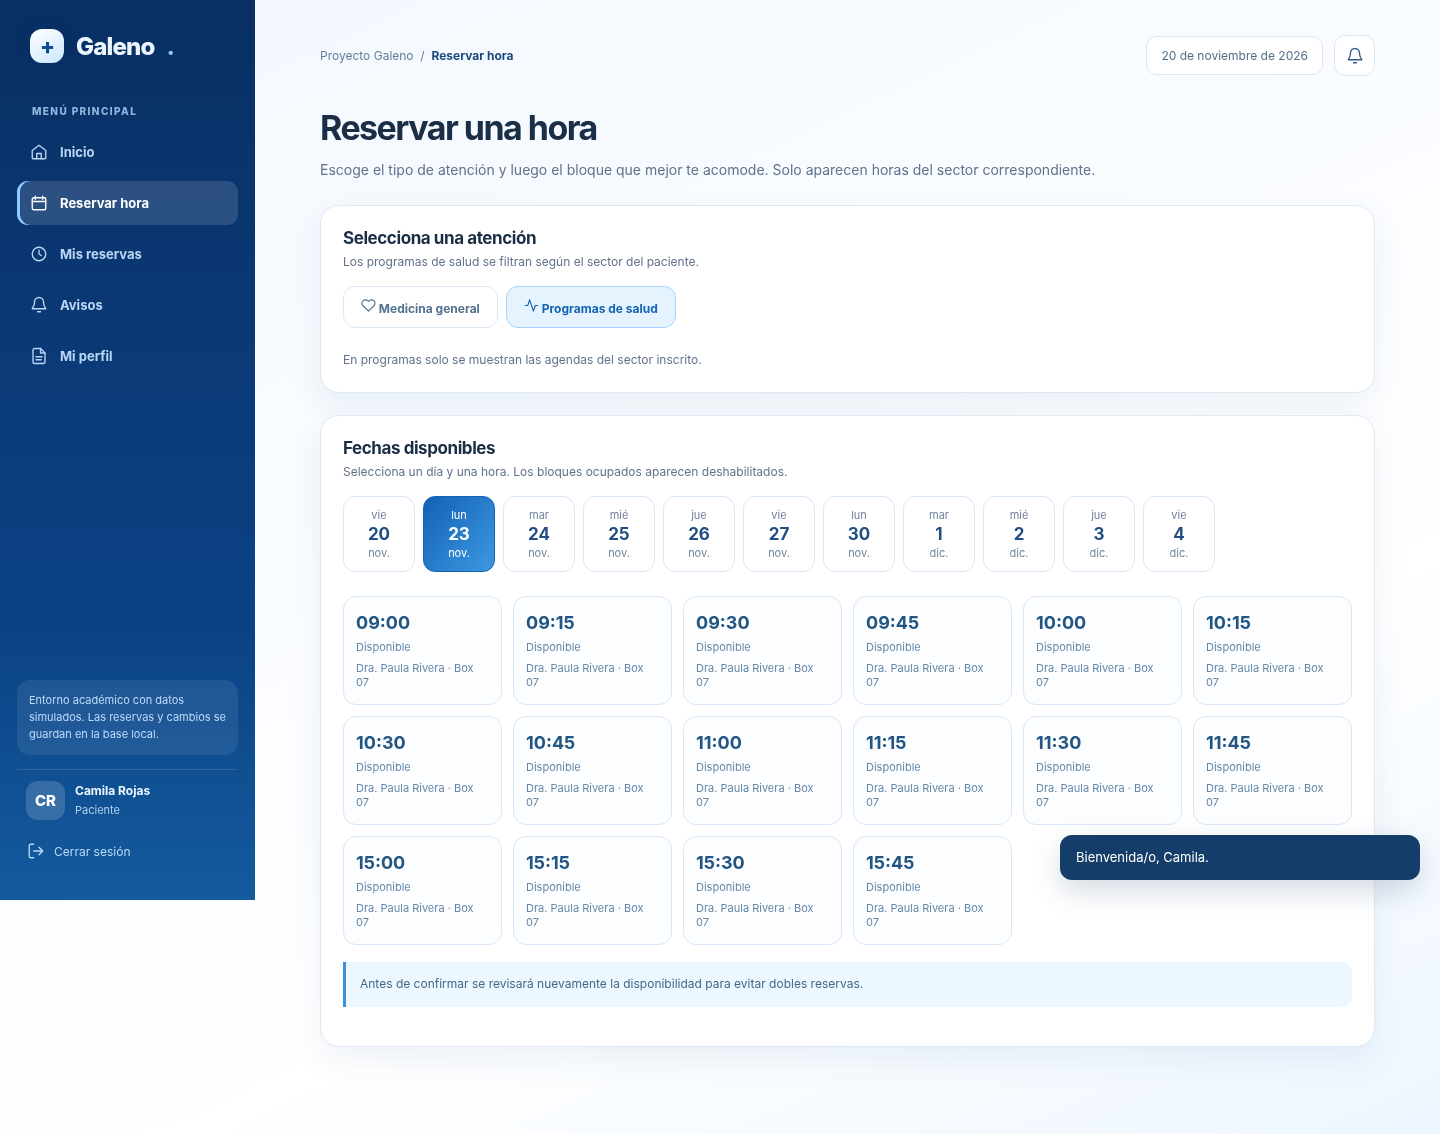 Galeno .
MENÚ PRINCIPAL
Inicio
Reservar hora
Mis reservas
Avisos
Mi perfil
Entorno académico con datos
simulados. Las reservas y cambios se
guardan en la base local.
CR
Camila Rojas
Paciente
Cerrar sesión
Proyecto Galeno / Reservar hora
20 de noviembre de 2026
Reservar una hora
Escoge el tipo de atención y luego el bloque que mejor te acomode. Solo aparecen horas del sector correspondiente.
Selecciona una atención
Los programas de salud se filtran según el sector del paciente.
Medicina general
Programas de salud
En programas solo se muestran las agendas del sector inscrito.
Fechas disponibles
Selecciona un día y una hora. Los bloques ocupados aparecen deshabilitados.
vie
20
nov.
lun
23
nov.
mar
24
nov.
mié
25
nov.
jue
26
nov.
vie
27
nov.
lun
30
nov.
mar
1
dic.
mié
2
dic.
jue
3
dic.
vie
4
dic.
09:00
Disponible
Dra. Paula Rivera · Box
07
09:15
Disponible
Dra. Paula Rivera · Box
07
09:30
Disponible
Dra. Paula Rivera · Box
07
09:45
Disponible
Dra. Paula Rivera · Box
07
10:00
Disponible
Dra. Paula Rivera · Box
07
10:15
Disponible
Dra. Paula Rivera · Box
07
10:30
Disponible
Dra. Paula Rivera · Box
07
10:45
Disponible
Dra. Paula Rivera · Box
07
11:00
Disponible
Dra. Paula Rivera · Box
07
11:15
Disponible
Dra. Paula Rivera · Box
07
11:30
Disponible
Dra. Paula Rivera · Box
07
11:45
Disponible
Dra. Paula Rivera · Box
07
15:00
Disponible
Dra. Paula Rivera · Box
07
15:15
Disponible
Dra. Paula Rivera · Box
07
15:30
Disponible
Dra. Paula Rivera · Box
07
15:45
Disponible
Dra. Paula Rivera · Box
07
Bienvenida/o, Camila.
Antes de confirmar se revisará nuevamente la disponibilidad para evitar dobles reservas.